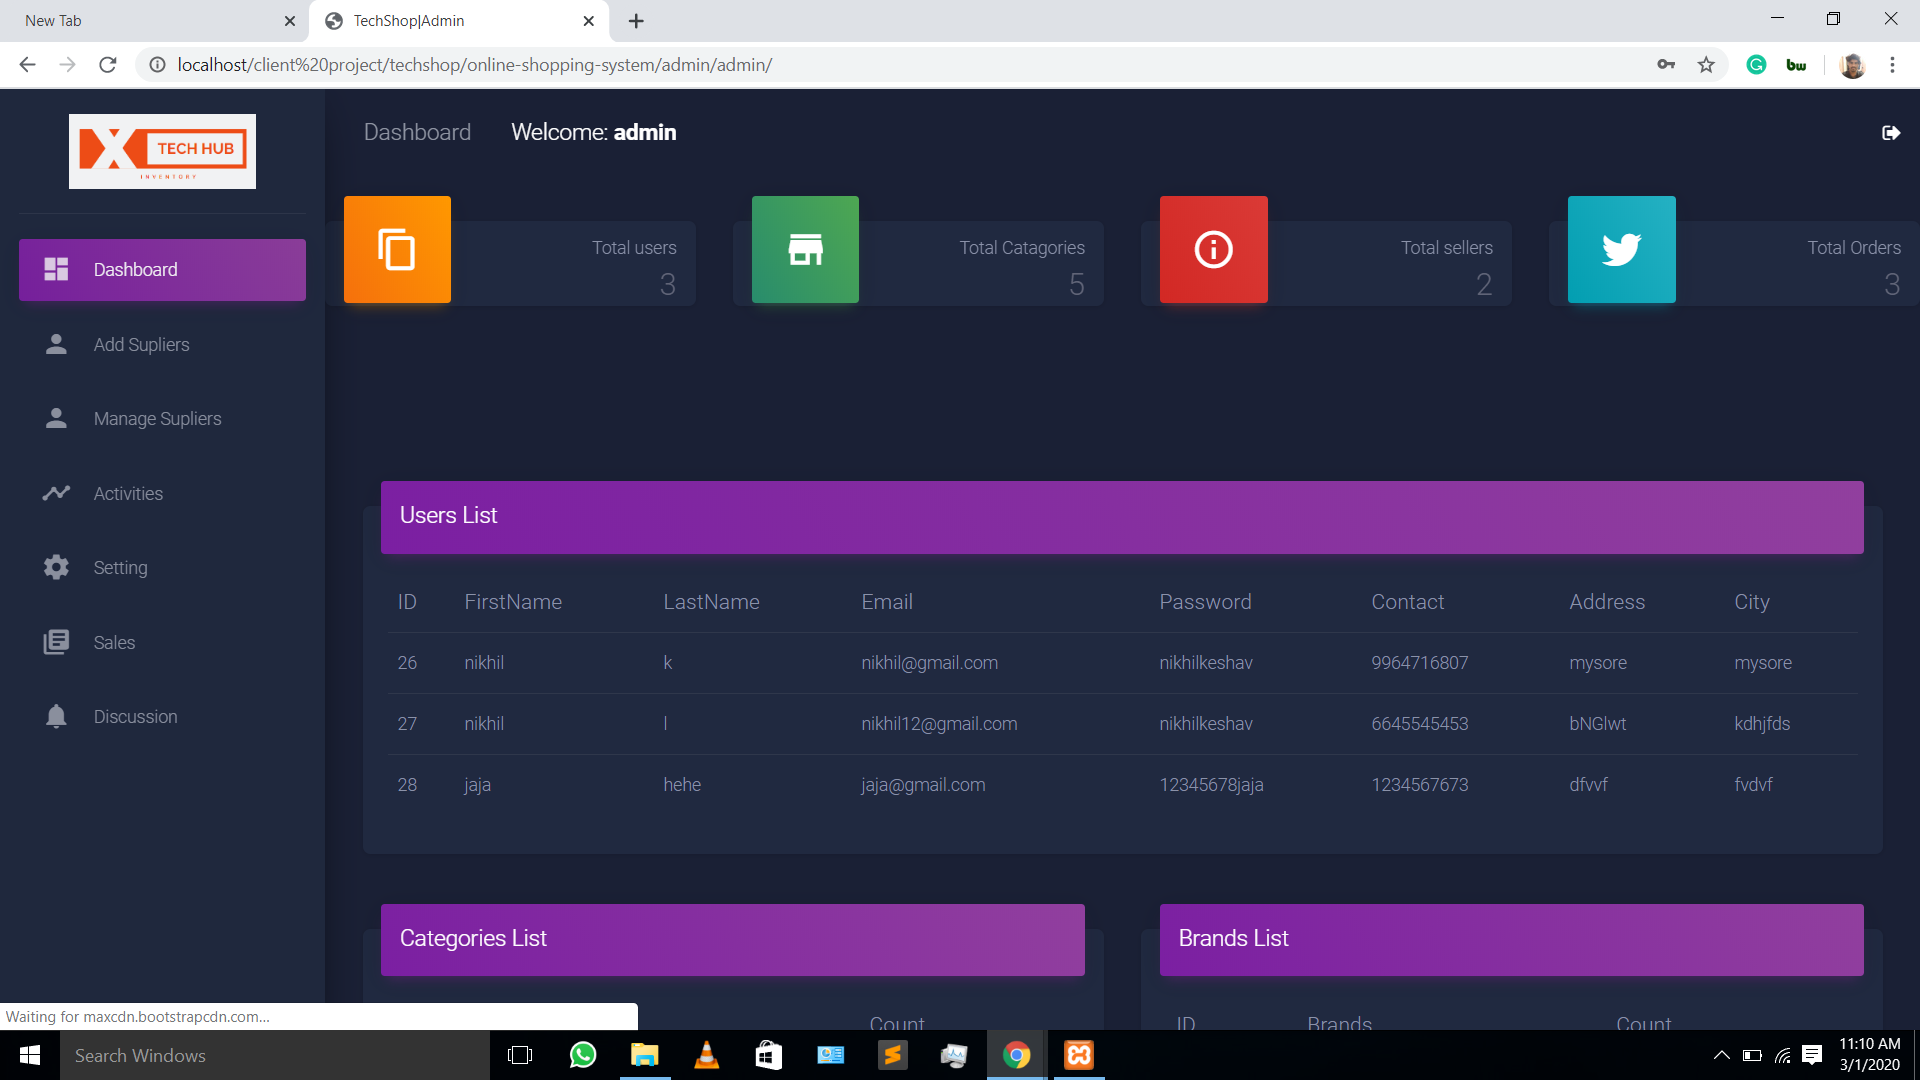 New Tab
TechShop|Admin
localhost/client%20project/techshop/online-shopping-system/admin/admin/
bw
X
TECH HUB
INVENTORY
Dashboard
Add Supliers
Manage Supliers
Activities
Setting
Sales
Discussion
Dashboard Welcome: admin
Total users
3
Total Catagories
5
Total sellers
2
Total Orders
3
Users List
ID FirstName LastName Email Password Contact Address City
26 nikhil k nikhil@gmail.com nikhilkeshav 9964716807 mysore mysore
27 nikhil l nikhil12@gmail.com nikhilkeshav 6645545453 bNGlwt kdhjfds
28 jaja hehe jaja@gmail.com 12345678jaja 1234567673 dfvvf fvdvf
Categories List
Count
Brands List
ID Brands Count
Waiting for maxcdn.bootstrapcdn.com...
Search Windows
11:10 AM
3/1/2020